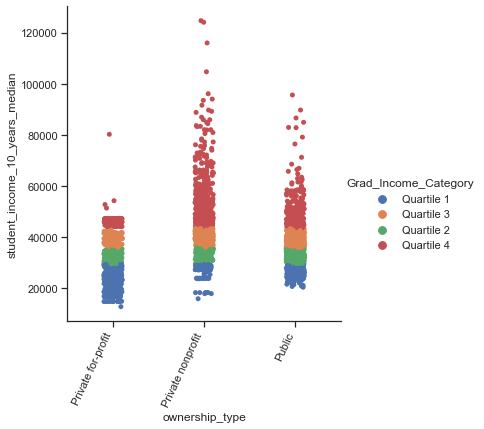 120000
100000
80000
60000
40000
20000
student_income_10_years_median
Private for-profit
Private nonprofit
Public
ownership_type
Grad_Income_Category
Quartile 1
Quartile 3
Quartile 2
Quartile 4